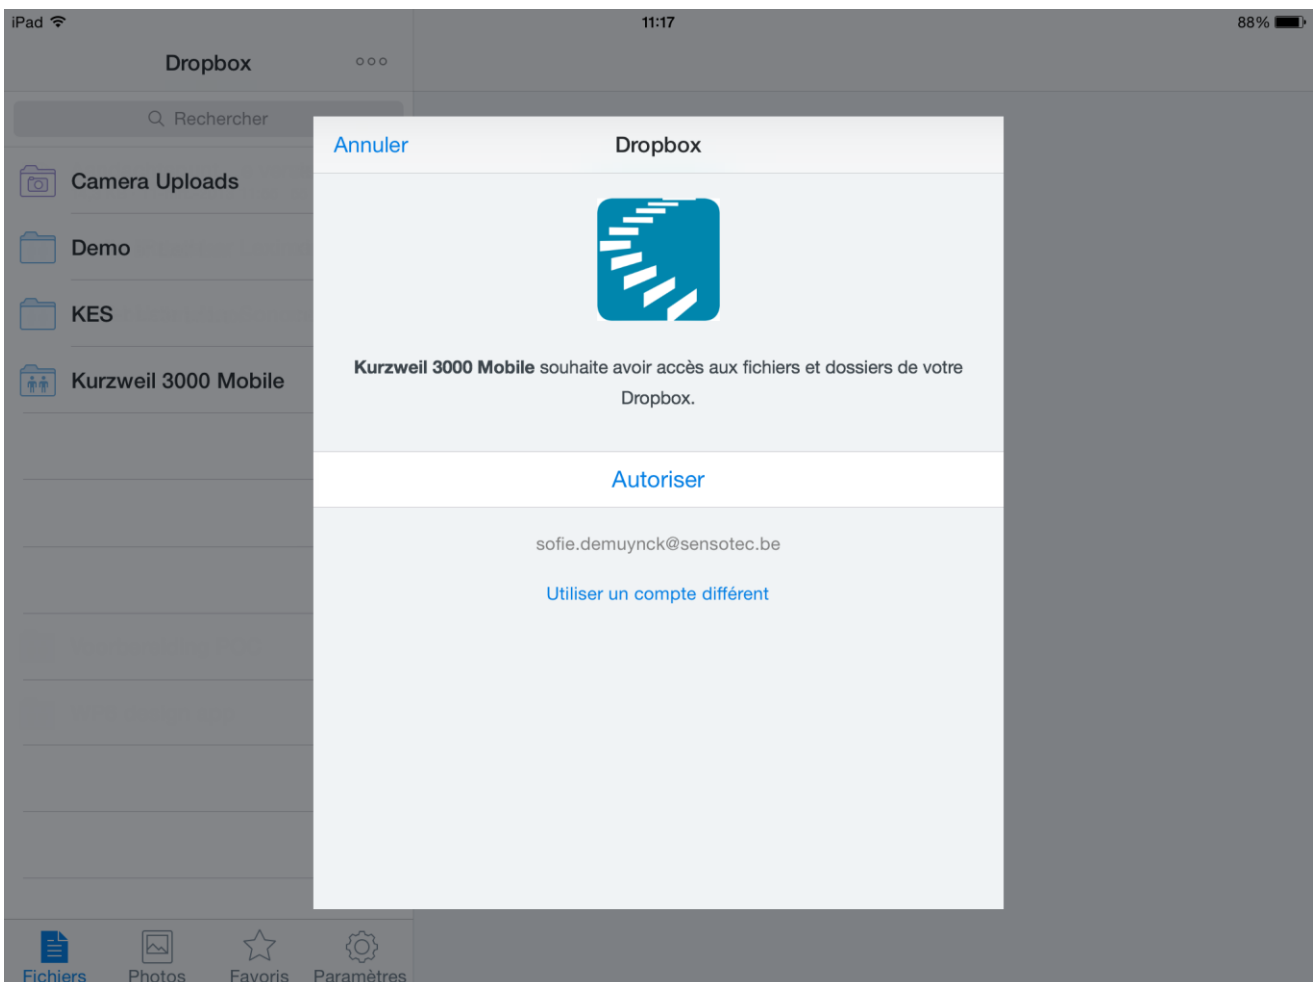 iPad 11:17 88%
Dropbox
Rechercher
Camera Uploads
Demo
KES
Kurzweil 3000 Mobile
Annuler Dropbox
Kurzweil 3000 Mobile souhaite avoir accès aux fichiers et dossiers de votre
Dropbox.
Autoriser
sofie.demuynck@sensotec.be
Utiliser un compte différent
Fichiers Photos Favoris Paramètres